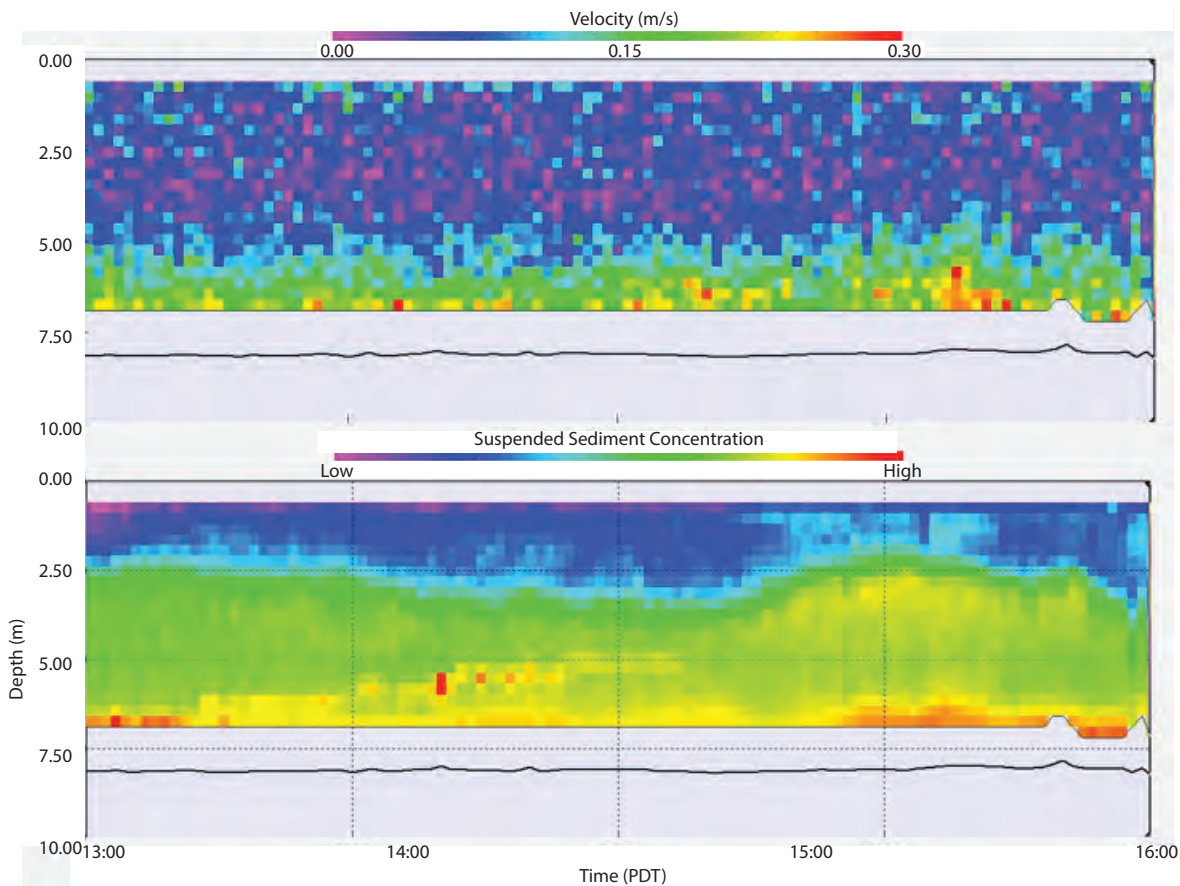 Velocity (m/s)
0.00 0.15 0.30
0.00
2.50
5.00
7.50
10.00
Suspended Sediment Concentration
Low High
0.00
2.50
5.00
7.50
10.00
Depth (m)
13:00 14:00 15:00 16:00
Time (PDT)